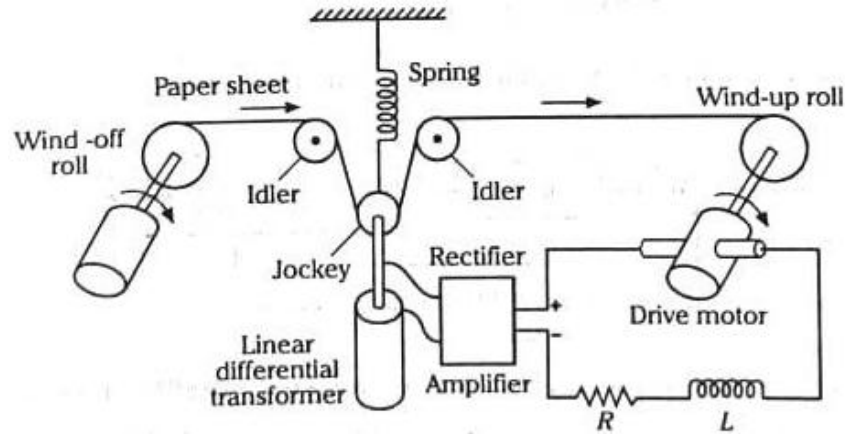 Spring
Paper sheet
Wind-up roll
Wind -off
roll
Idler
Idler
Jockey
Rectifier
+
-
Drive motor
Linear
differential
transformer
Amplifier
R
L